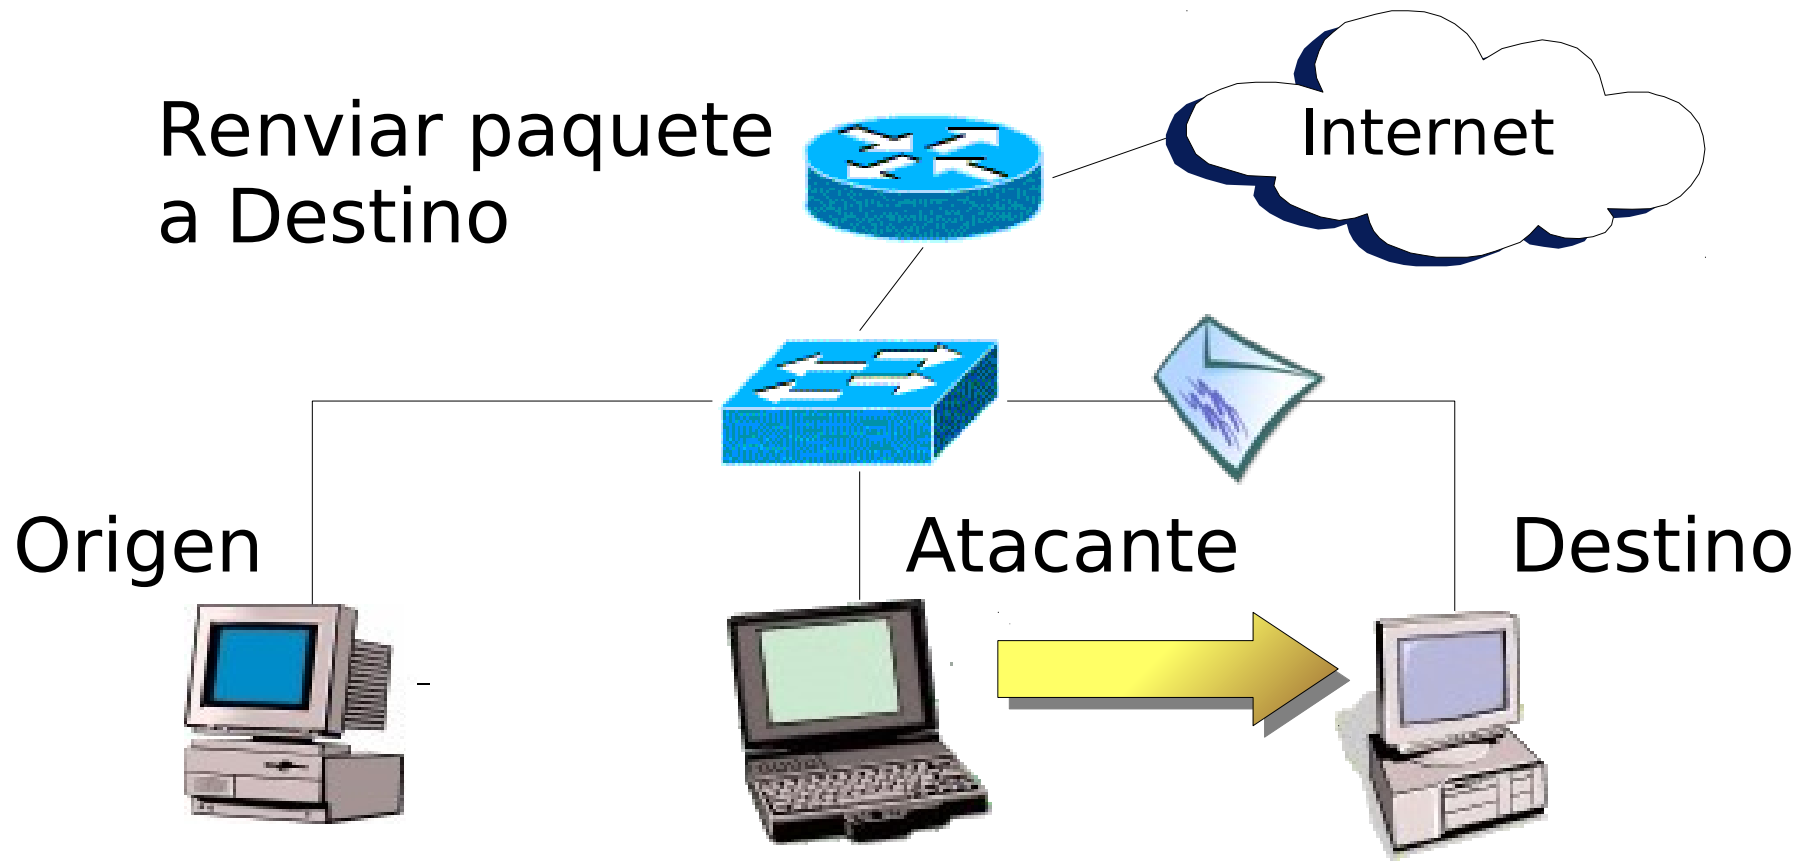 Renviar paquete
a Destino
Internet
Origen
Atacante
Destino